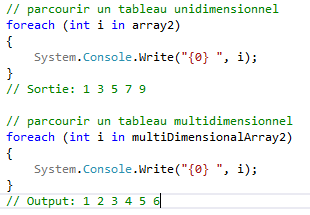 // parcourir un tableau unidimensionnel
foreach (int i in array2)
{
    System.Console.Write("{0} ", i);
}
// Sortie: 1 3 5 7 9

// parcourir un tableau multidimensionnel
foreach (int i in multiDimensionalArray2)
{
    System.Console.Write("{0} ", i);
}
// Output: 1 2 3 4 5 6